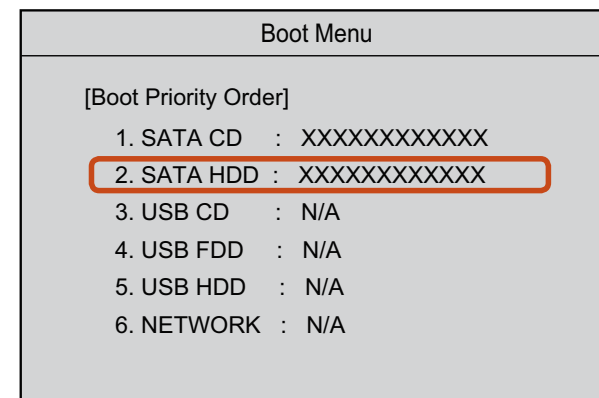 Boot Menu
[Boot Priority Order]
1. SATA CD : XXXXXXXXXXXX
2. SATA HDD : XXXXXXXXXXXX
3. USB CD : N/A
4. USB FDD : N/A
5. USB HDD : N/A
6. NETWORK : N/A